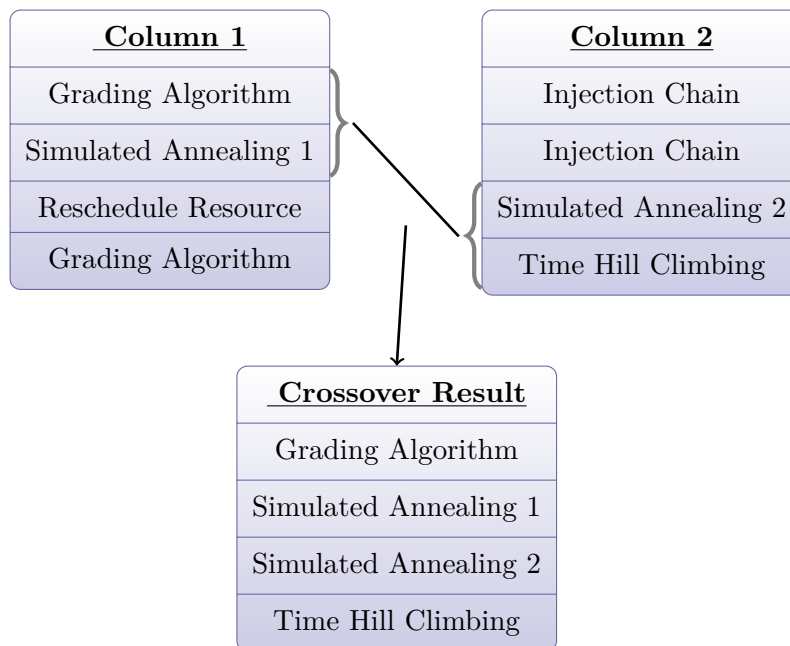 Column 1
Grading Algorithm
Simulated Annealing 1
Reschedule Resource
Grading Algorithm
Column 2
Injection Chain
Injection Chain
Simulated Annealing 2
Time Hill Climbing
Crossover Result
Grading Algorithm
Simulated Annealing 1
Simulated Annealing 2
Time Hill Climbing